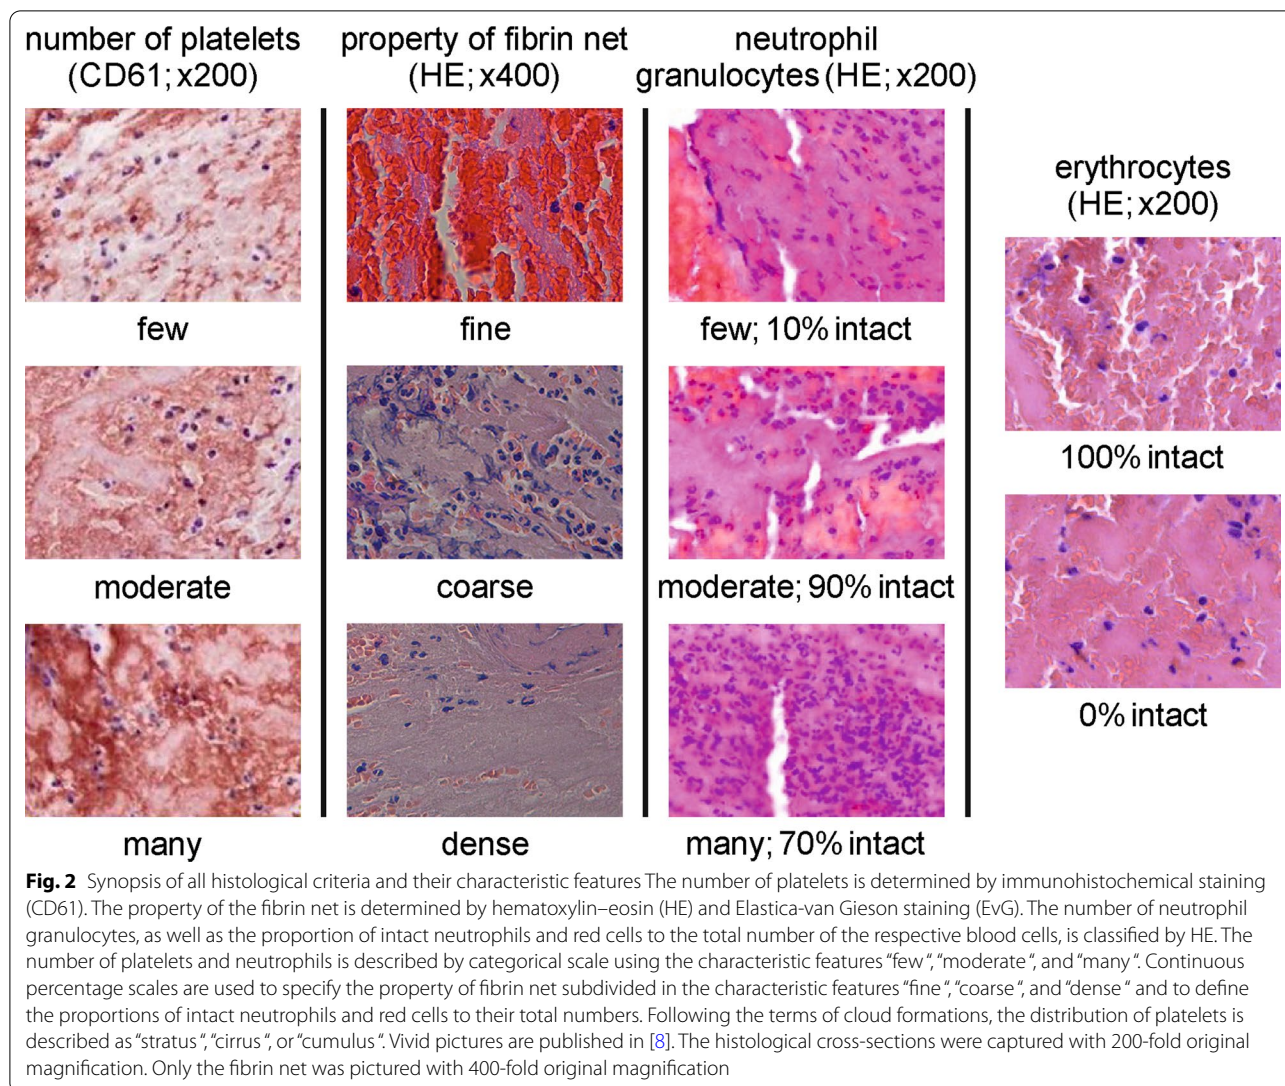 number of platelets
(CD61; x200)
few
moderate
many
property of fibrin net
(HE; x400)
fine
coarse
dense
neutrophil
granulocytes (HE; x200)
few; 10% intact
moderate; 90% intact
many; 70% intact
erythrocytes
(HE; x200)
100% intact
0% intact
Fig. 2 Synopsis of all histological criteria and their characteristic features The number of platelets is determined by immunohistochemical staining
(CD61). The property of the fibrin net is determined by hematoxylin–eosin (HE) and Elastica-van Gieson staining (EvG). The number of neutrophil
granulocytes, as well as the proportion of intact neutrophils and red cells to the total number of the respective blood cells, is classified by HE. The
number of platelets and neutrophils is described by categorical scale using the characteristic features “few“, “moderate“, and “many“. Continuous
percentage scales are used to specify the property of fibrin net subdivided in the characteristic features “fine“, “coarse“, and “dense“ and to define
the proportions of intact neutrophils and red cells to their total numbers. Following the terms of cloud formations, the distribution of platelets is
described as “stratus“, “cirrus“, or “cumulus“. Vivid pictures are published in [8]. The histological cross-sections were captured with 200-fold original
magnification. Only the fibrin net was pictured with 400-fold original magnification